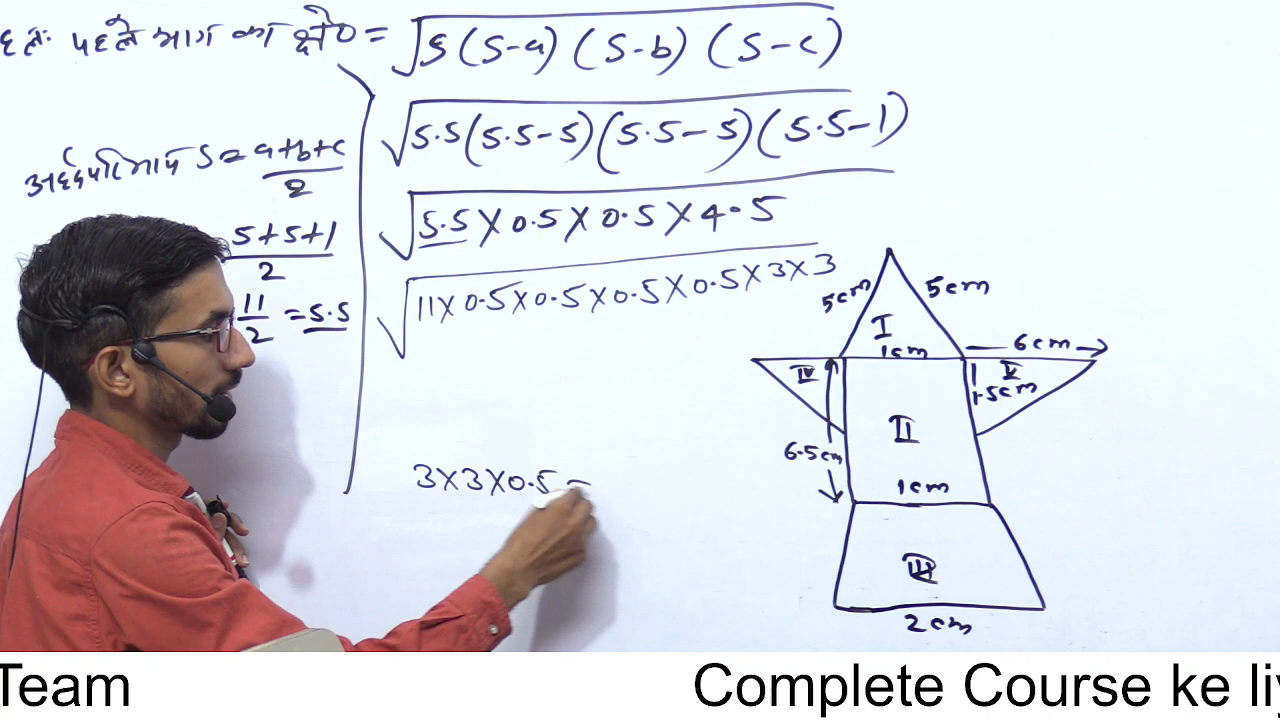 हल: पहले भाग का क्षे० = √s(s-a)(s-b)(s-c)
अर्द्धपरिमाप s = a+b+c/2
5+5+1/2
11/2 = 5.5
√5.5(5.5-5)(5.5-5)(5.5-1)
√5.5×0.5×0.5×4.5
√11×0.5×0.5×0.5×0.5×3×3
3×3×0.5=
5cm
5cm
I
1cm
6cm
IV
V
1.5cm
II
6.5cm
1cm
III
2cm
Team
Complete Course ke li